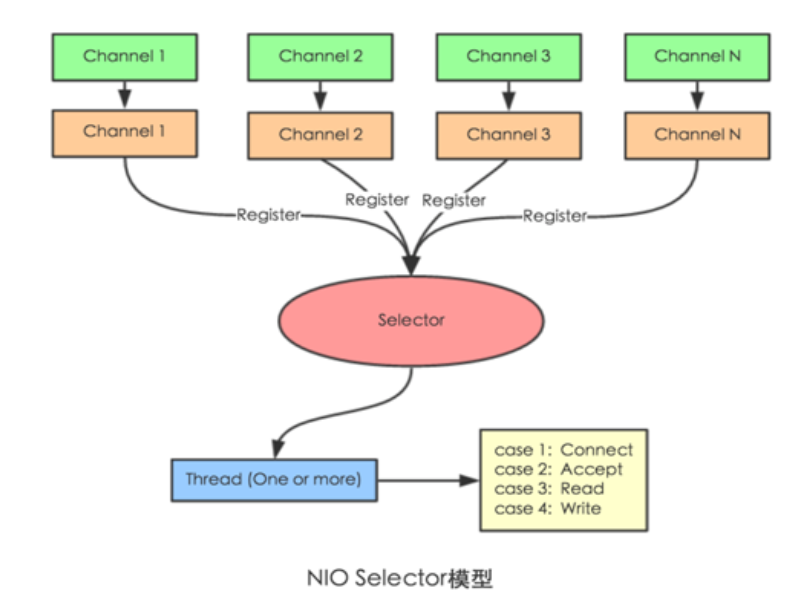 Channel 1
Channel 2
Channel 3
Channel N
Channel 1
Channel 2
Channel 3
Channel N
Register
Register
Register
Register
Selector
Thread (One or more)
case 1: Connect
case 2: Accept
case 3: Read
case 4: Write
NIO Selector模型